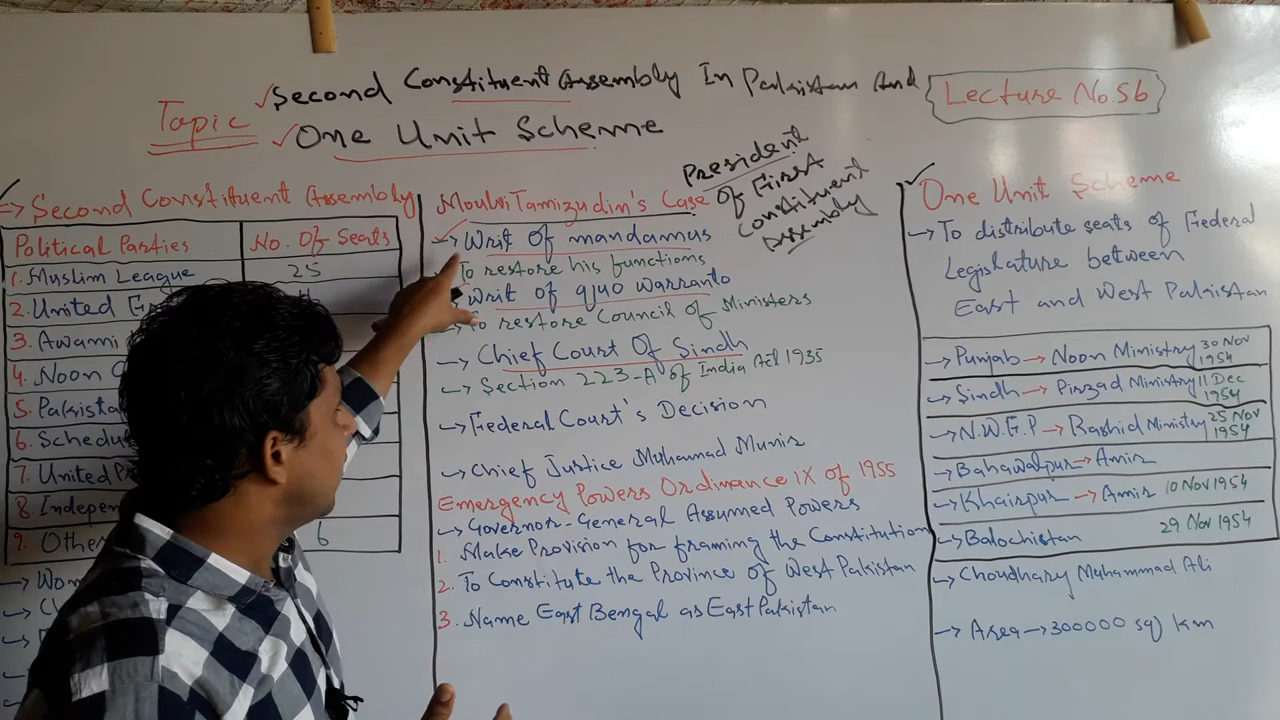 Topic
✓Second Constituent Assembly In Pakistan And
✓One Unit Scheme
Lecture No.56
=> Second Constituent Assembly
Political Parties No. Of Seats
1. Muslim League 25
2. United
3. Awami
4. Noon
5. Pakista
6. Schedu
7. United
8. Indepen
9. Other 6
Moulvi Tamizudin's Case
President
Of First
Constituent
Assembly
→ Writ Of mandamus
To restore his functions
Writ of quo warranto
To restore Council of Ministers
→ Chief Court Of Sindh
→ Section 223-A of India Act 1935
→ Federal Court's Decision
→ Chief Justice Muhammad Munir
Emergency Powers Ordinance IX of 1955
→ Governor-General Assumed Powers
1. Make Provision for framing the Constitution
2. To Constitute the Province of West Pakistan
3. Name East Bengal as East Pakistan
✓ One Unit Scheme
→ To distribute seats of Federal
Legislature between
East and West Pakistan
→ Punjab → Noon Ministry 30 Nov 1954
→ Sindh → Pirzad Ministry 11 Dec 1954
→ N.W.F.P → Rashid Ministry 25 Nov 1954
→ Bahawalpur → Amir
→ Khairpur → Amir 10 Nov 1954
→ Balochistan 29 Nov 1954
→ Choudhary Muhammad Ali
→ Area → 300000 sq km